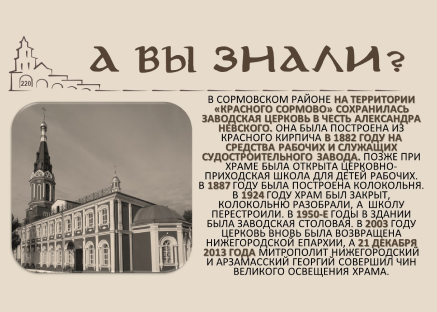 А ВЫ ЗНАЛИ?
220
В СОРМОВСКОМ РАЙОНЕ НА ТЕРРИТОРИИ
«КРАСНОГО СОРМОВО» СОХРАНИЛАСЬ
ЗАВОДСКАЯ ЦЕРКОВЬ В ЧЕСТЬ АЛЕКСАНДРА
НЕВСКОГО. ОНА БЫЛА ПОСТРОЕНА ИЗ
КРАСНОГО КИРПИЧА В 1882 ГОДУ НА
СРЕДСТВА РАБОЧИХ И СЛУЖАЩИХ
СУДОСТРОИТЕЛЬНОГО ЗАВОДА. ПОЗЖЕ ПРИ
ХРАМЕ БЫЛА ОТКРЫТА ЦЕРКОВНО-
ПРИХОДСКАЯ ШКОЛА ДЛЯ ДЕТЕЙ РАБОЧИХ.
В 1887 ГОДУ БЫЛА ПОСТРОЕНА КОЛОКОЛЬНЯ.
В 1924 ГОДУ ХРАМ БЫЛ ЗАКРЫТ,
КОЛОКОЛЬНЮ РАЗОБРАЛИ, А ШКОЛУ
ПЕРЕСТРОИЛИ. В 1950-Е ГОДЫ В ЗДАНИИ
БЫЛА ЗАВОДСКАЯ СТОЛОВАЯ. В 2003 ГОДУ
ЦЕРКОВЬ ВНОВЬ БЫЛА ВОЗВРАЩЕНА
НИЖЕГОРОДСКОЙ ЕПАРХИИ, А 21 ДЕКАБРЯ
2013 ГОДА МИТРОПОЛИТ НИЖЕГОРОДСКИЙ
И АРЗАМАССКИЙ ГЕОРГИЙ СОВЕРШИЛ ЧИН
ВЕЛИКОГО ОСВЕЩЕНИЯ ХРАМА.